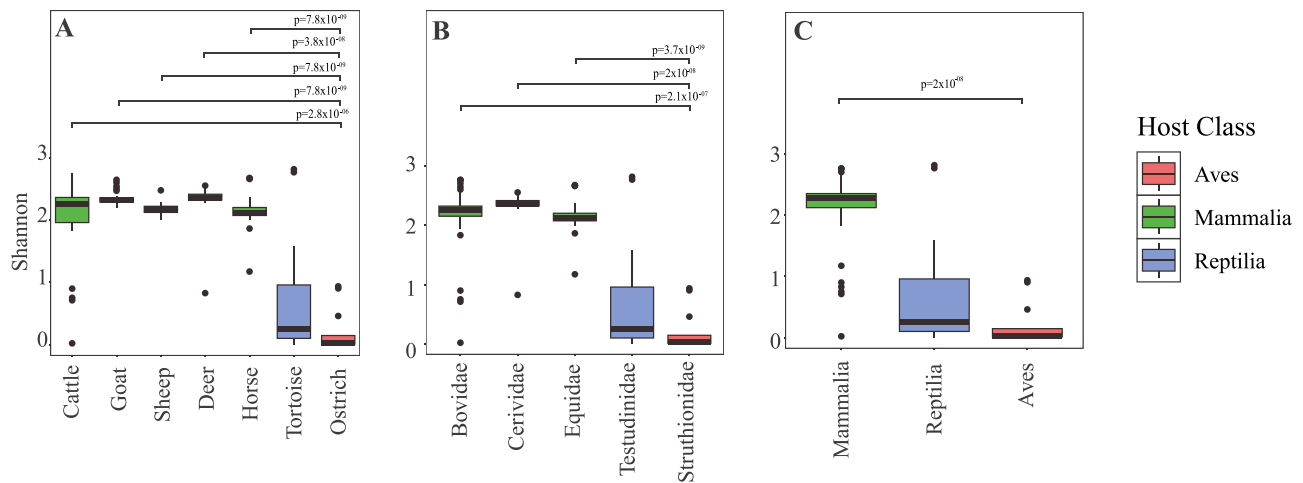 A
p=7.8x10-09
p=3.8x10-08
p=7.8x10-09
p=7.8x10-09
p=2.8x10-06
Shannon
3
2
1
0
Cattle
Goat
Sheep
Deer
Horse
Tortoise
Ostrich
B
p=3.7x10-09
p=2x10-08
p=2.1x10-07
3
2
1
0
Bovidae
Cerividae
Equidae
Testudinidae
Struthionidae
C
p=2x10-08
3
2
1
0
Mammalia
Reptilia
Aves
Host Class
Aves
Mammalia
Reptilia